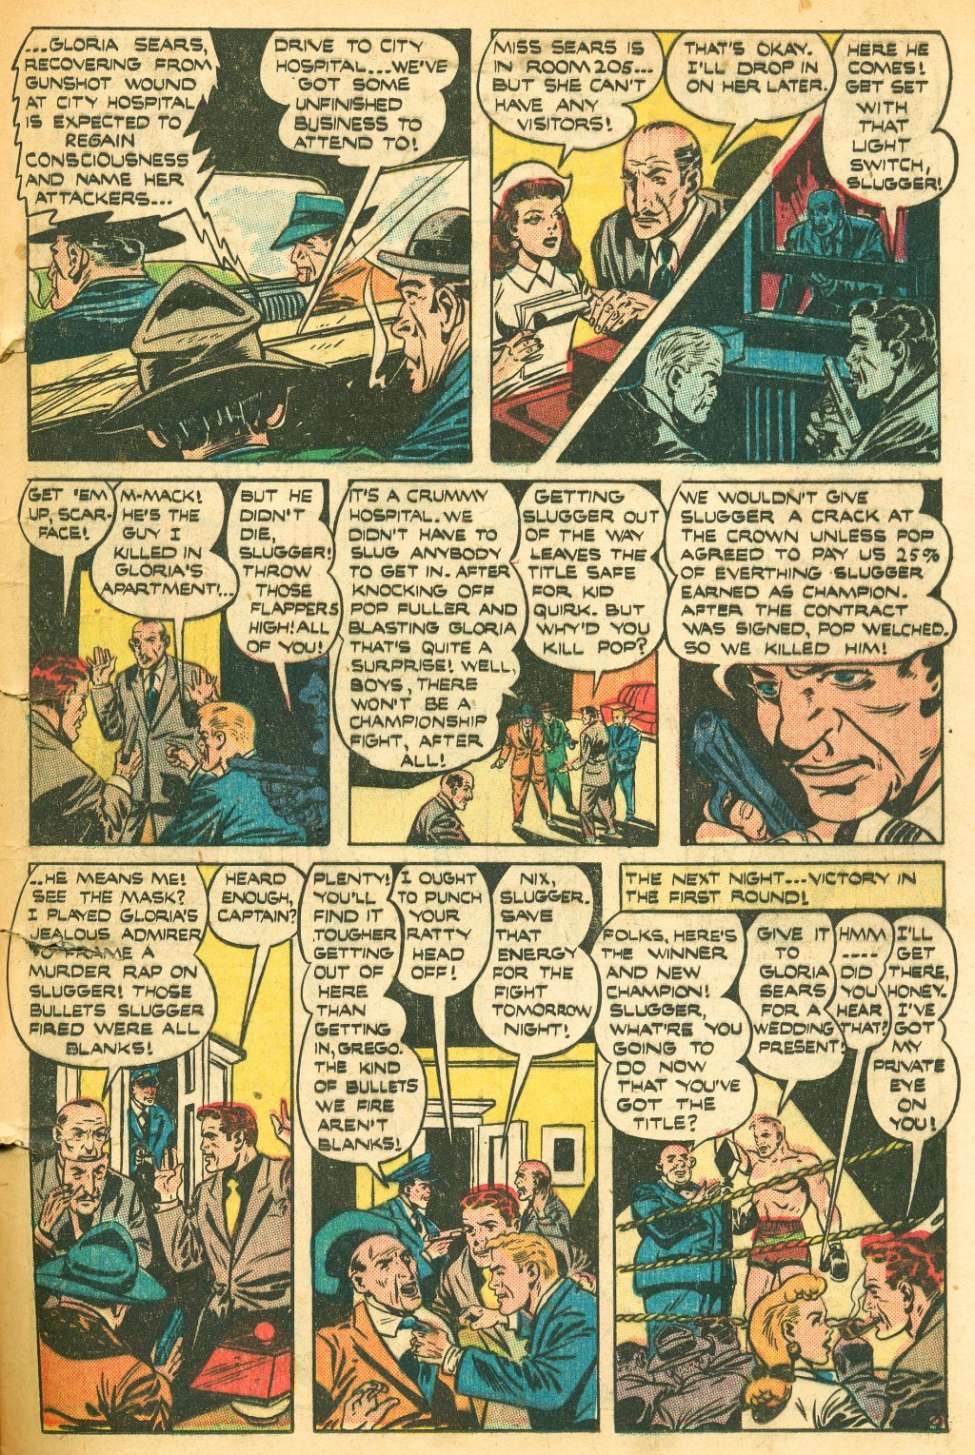 ...GLORIA SEARS,
RECOVERING FROM
GUNSHOT WOUND
AT CITY HOSPITAL
IS EXPECTED TO
REGAIN
CONSCIOUSNESS
AND NAME HER
ATTACKERS...
DRIVE TO CITY
HOSPITAL...WE'VE
GOT SOME
UNFINISHED
BUSINESS TO
ATTEND TO!
MISS SEARS IS
IN ROOM 205...
BUT SHE CAN'T
HAVE ANY
VISITORS!
THAT'S OKAY.
I'LL DROP IN
ON HER LATER.
HERE HE
COMES!
GET SET
WITH
THAT
LIGHT
SWITCH,
SLUGGER!
GET 'EM
UP, SCAR-
FACE!
M-MACK!
HE'S THE
GUY I
KILLED IN
GLORIA'S
APARTMENT!...
BUT HE
DIDN'T
DIE,
SLUGGER!
THROW
THOSE
FLAPPERS
HIGH! ALL
OF YOU!
IT'S A CRUMMY
HOSPITAL. WE
DIDN'T HAVE TO
SLUG ANYBODY
TO GET IN. AFTER
KNOCKING OFF
POP FULLER AND
BLASTING GLORIA
THAT'S QUITE A
SURPRISE! WELL,
BOYS, THERE
WON'T BE A
CHAMPIONSHIP
FIGHT, AFTER
ALL!
GETTING
SLUGGER OUT
OF THE WAY
LEAVES THE
TITLE SAFE
FOR KID
QUIRK. BUT
WHY'D YOU
KILL POP?
WE WOULDN'T GIVE
SLUGGER A CRACK AT
THE CROWN UNLESS POP
AGREED TO PAY US 25%
OF EVERTHING SLUGGER
EARNED AS CHAMPION.
AFTER THE CONTRACT
WAS SIGNED, POP WELCHED.
SO WE KILLED HIM!
..HE MEANS ME!
SEE THE MASK?
I PLAYED GLORIA'S
JEALOUS ADMIRER
TO FRAME A
MURDER RAP ON
SLUGGER! THOSE
BULLETS SLUGGER
FIRED WERE ALL
BLANKS!
HEARD
ENOUGH,
CAPTAIN?
PLENTY!
YOU'LL
FIND IT
TOUGHER
GETTING
OUT OF
HERE
THAN
GETTING
IN, GREGO.
THE KIND
OF BULLETS
WE FIRE
AREN'T
BLANKS!
I OUGHT
TO PUNCH
YOUR
RATTY
HEAD
OFF!
NIX,
SLUGGER.
SAVE
THAT
ENERGY
FOR THE
FIGHT
TOMORROW
NIGHT!
THE NEXT NIGHT---VICTORY IN
THE FIRST ROUND!
FOLKS, HERE'S
THE WINNER
AND NEW
CHAMPION!
SLUGGER,
WHAT'RE YOU
GOING TO
DO NOW
THAT YOU'VE
GOT THE
TITLE?
GIVE IT
TO
GLORIA
SEARS
FOR A
WEDDING
PRESENT!
HMM
----
DID
YOU
HEAR
THAT?
I'LL
GET
THERE,
HONEY.
I'VE
GOT
MY
PRIVATE
EYE
ON
YOU!